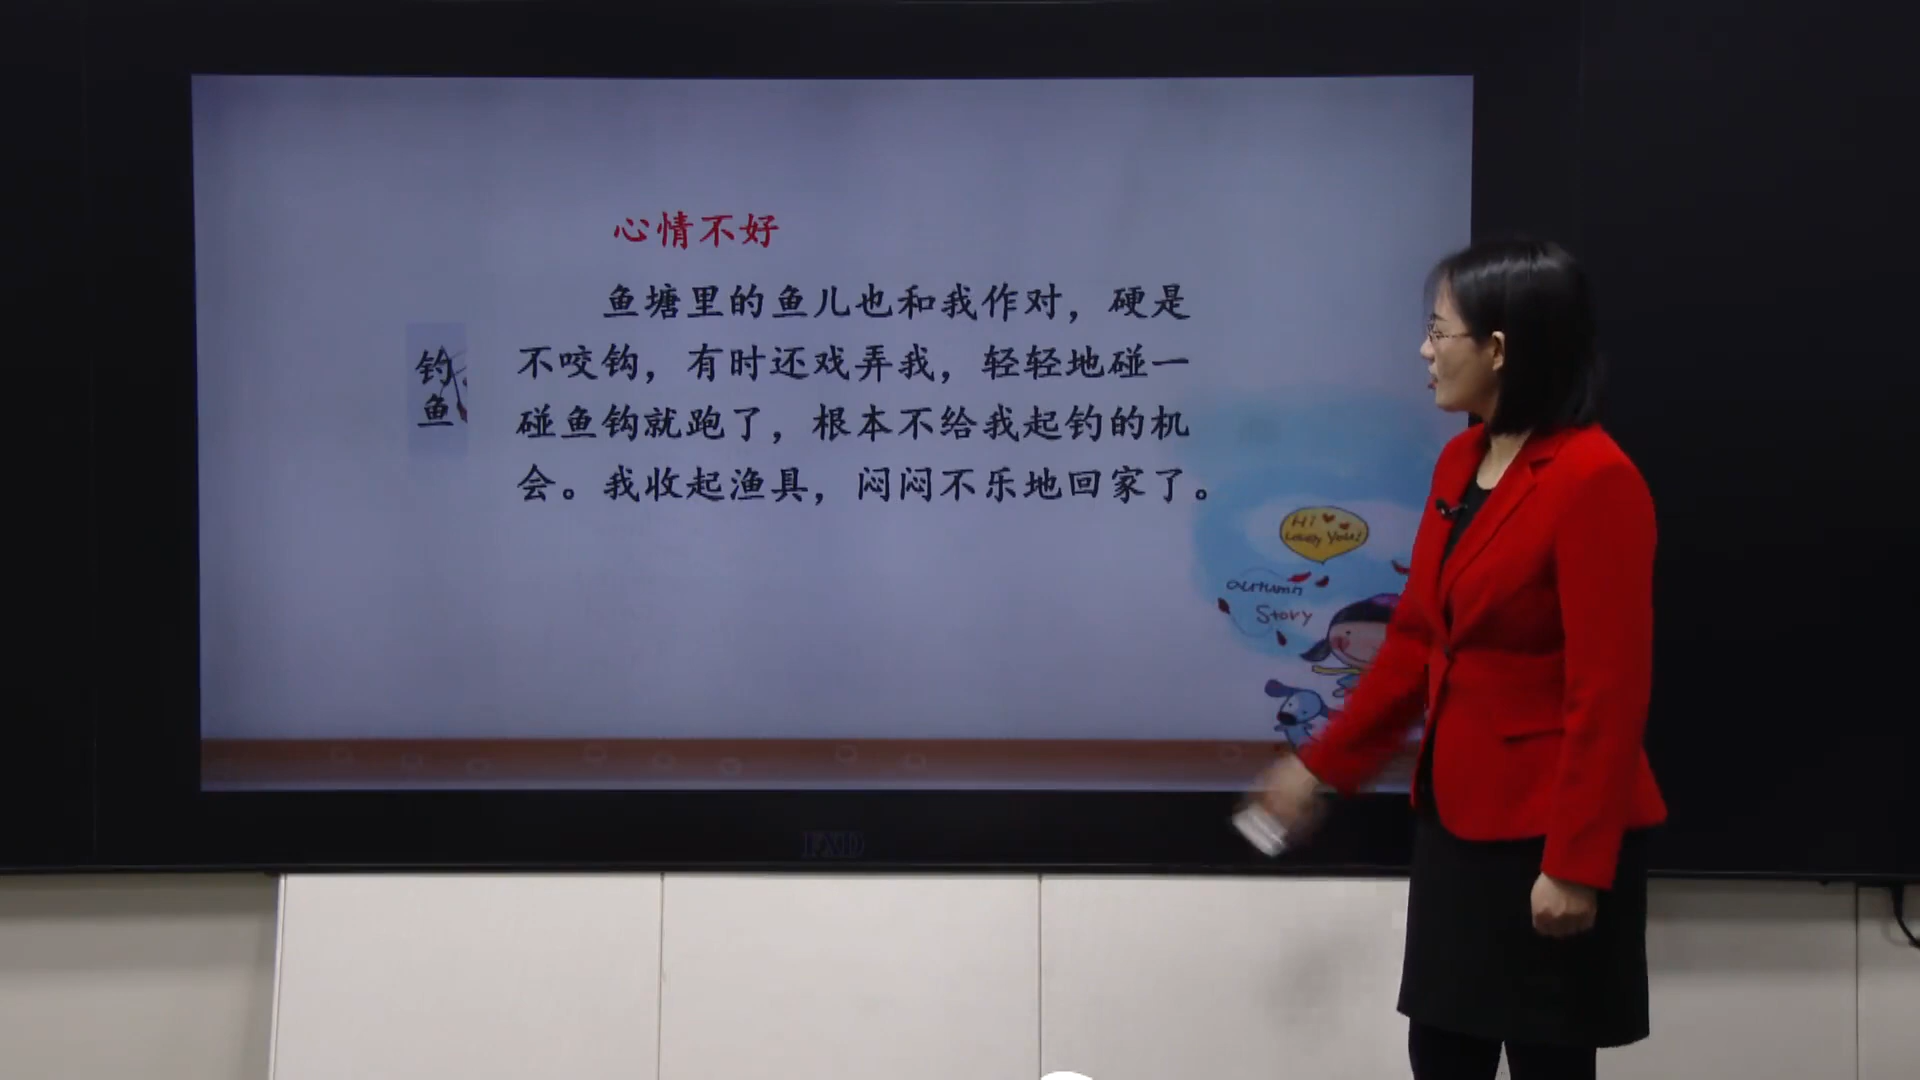 心情不好
鱼塘里的鱼儿也和我作对，硬是
不咬钩，有时还戏弄我，轻轻地碰一
碰鱼钩就跑了，根本不给我起钓的机
会。我收起渔具，闷闷不乐地回家了。
钓
鱼
Hi
Lovely You!
autumn
Story
FXD